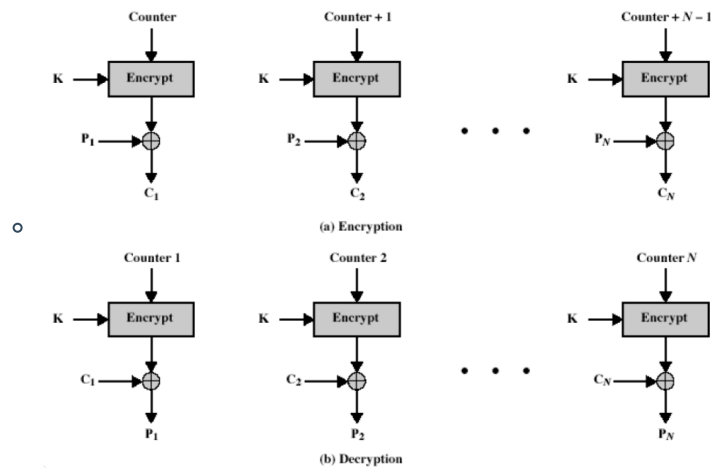 Counter Counter + 1 Counter + N – 1
K Encrypt K Encrypt K Encrypt
P1 P2 PN
C1 C2 CN
(a) Encryption
Counter 1 Counter 2 Counter N
K Encrypt K Encrypt K Encrypt
C1 C2 CN
P1 P2 PN
(b) Decryption